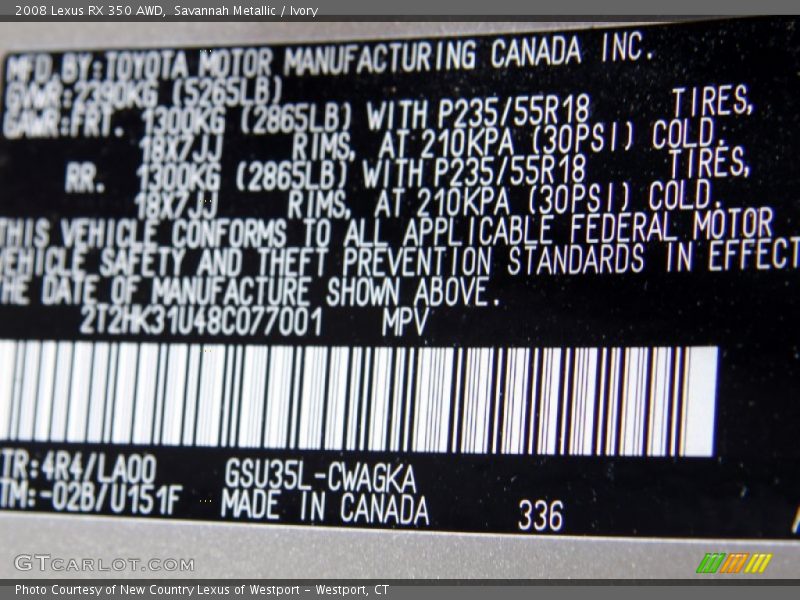 2008 Lexus RX 350 AWD, Savannah Metallic / Ivory
MFD.BY:TOYOTA MOTOR MANUFACTURING CANADA INC.
GVWR:2390KG (5265LB)
GAWR:FRT. 1300KG (2865LB) WITH P235/55R18 TIRES,
18X7JJ RIMS, AT 210KPA (30PSI) COLD.
RR. 1300KG (2865LB) WITH P235/55R18 TIRES,
18X7JJ RIMS, AT 210KPA (30PSI) COLD.
THIS VEHICLE CONFORMS TO ALL APPLICABLE FEDERAL MOTOR
VEHICLE SAFETY AND THEFT PREVENTION STANDARDS IN EFFECT
THE DATE OF MANUFACTURE SHOWN ABOVE.
2T2HK31U48C077001 MPV
TR:4R4/LA00 GSU35L-CWAGKA
TM:-02B/U151F MADE IN CANADA 336
GTCARLOT.COM
Photo Courtesy of New Country Lexus of Westport – Westport, CT